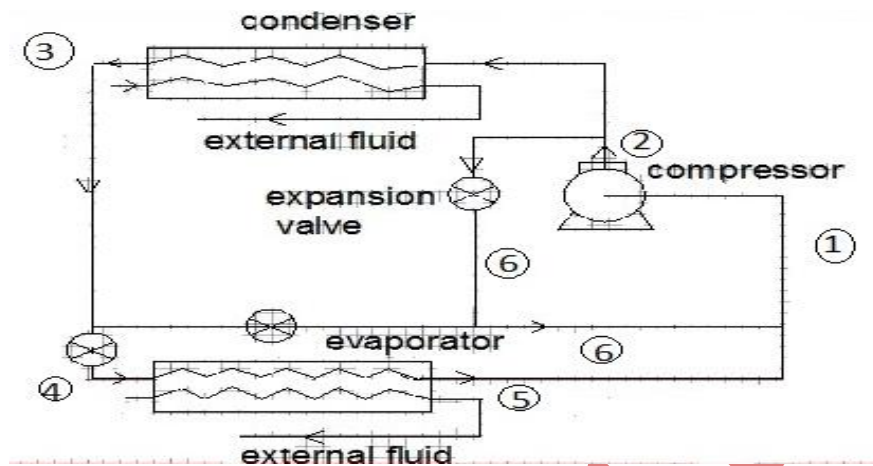 condenser
3
external fluid
2
compressor
expansion
valve
1
6
evaporator
6
4
5
external fluid